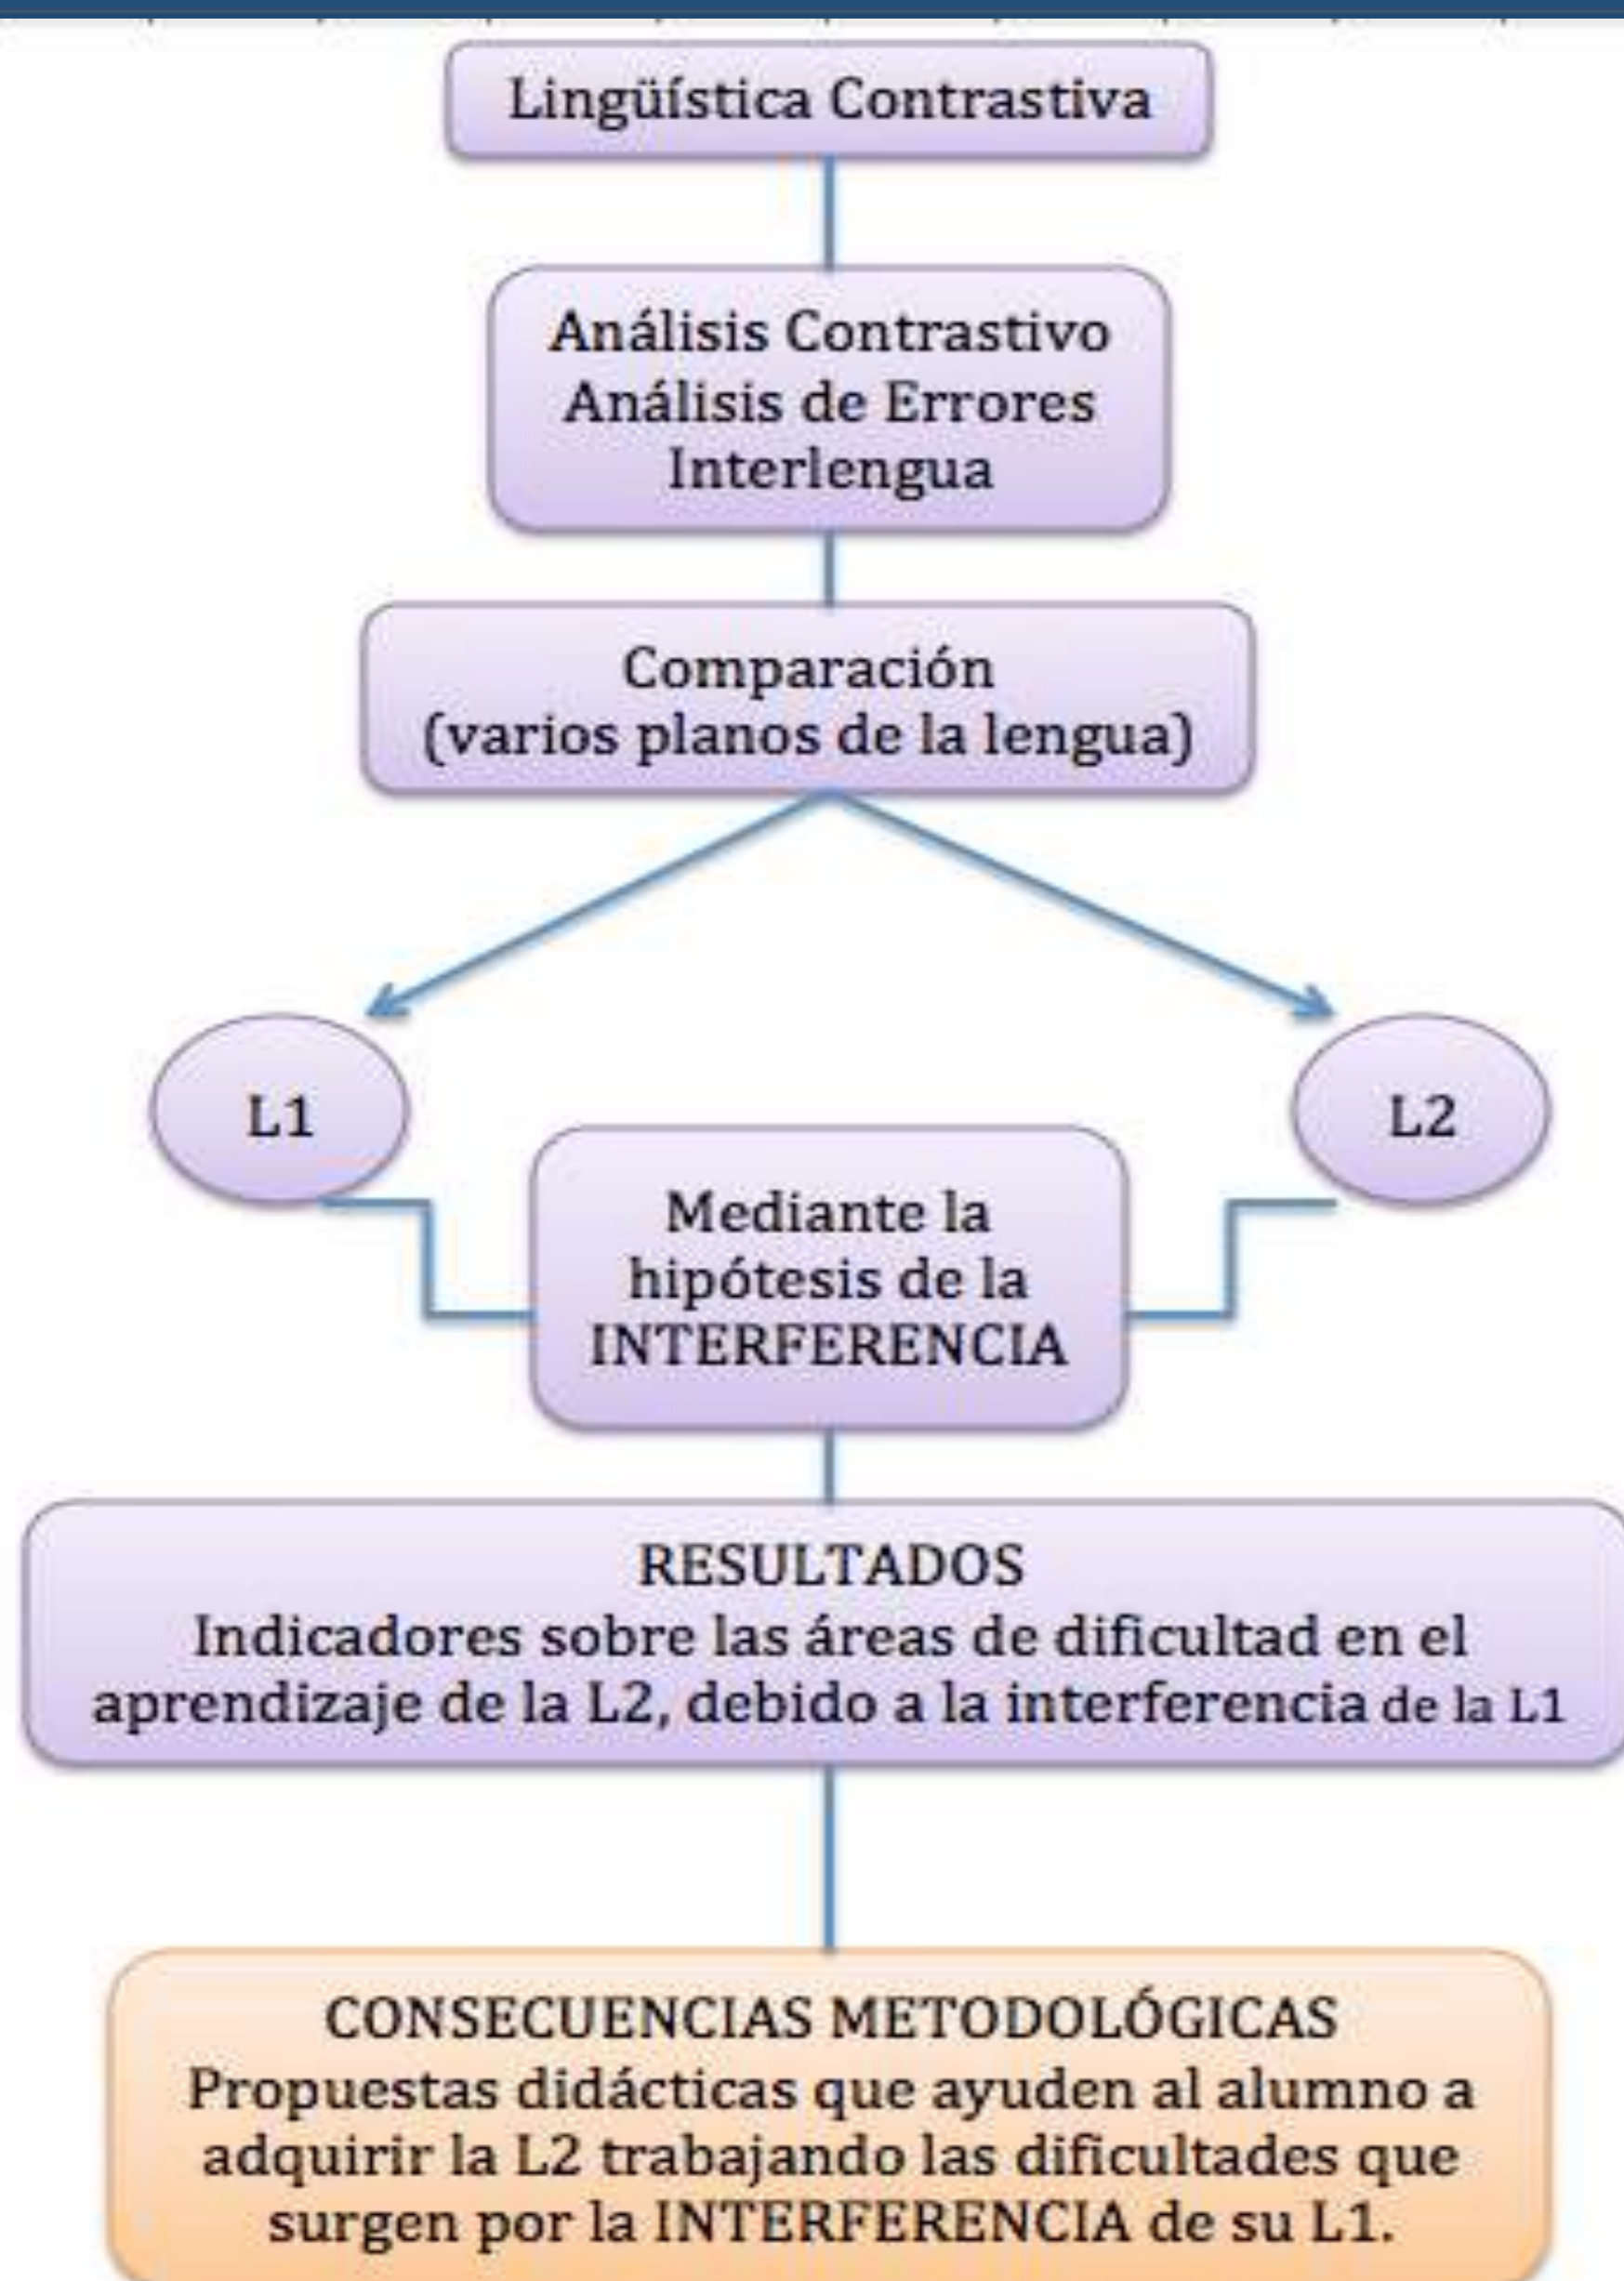 Lingüística Contrastiva
Análisis Contrastivo
Análisis de Errores
Interlengua
Comparación
(varios planos de la lengua)
L1
L2
Mediante la
hipótesis de la
INTERFERENCIA
RESULTADOS
Indicadores sobre las áreas de dificultad en el
aprendizaje de la L2, debido a la interferencia de la L1
CONSECUENCIAS METODOLÓGICAS
Propuestas didácticas que ayuden al alumno a
adquirir la L2 trabajando las dificultades que
surgen por la INTERFERENCIA de su L1.